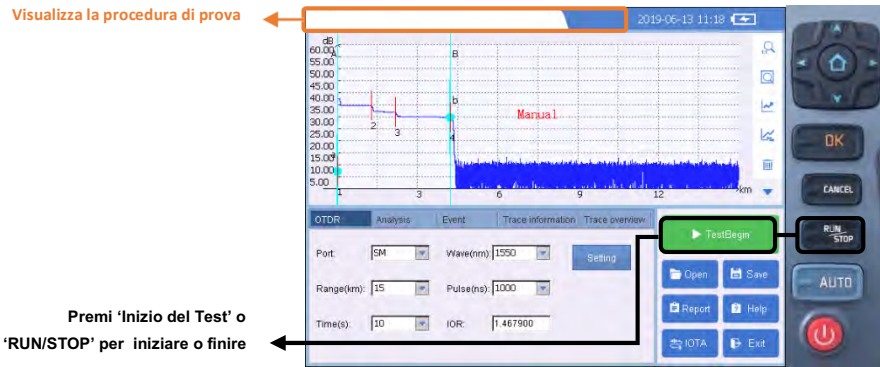 Visualizza la procedura di prova
2019-06-13 11:18
dB
60.00
A
B
55.00
50.00
45.00
40.00
b
35.00
Manual
30.00
2
3
4
25.00
20.00
15.00
a
10.00
5.00
1
3
6
9
12
km
OTDR Analysis Event Trace information Trace overview
Port: SM Wave(nm): 1550 Setting
Range(km): 15 Pulse(ns): 1000
Time(s): 10 IOR: 1.467900
TestBegin
Open Save
Report Help
IOTA Exit
OK
CANCEL
RUN
STOP
AUTO
Premi ‘Inizio del Test’ o
‘RUN/STOP’ per iniziare o finire